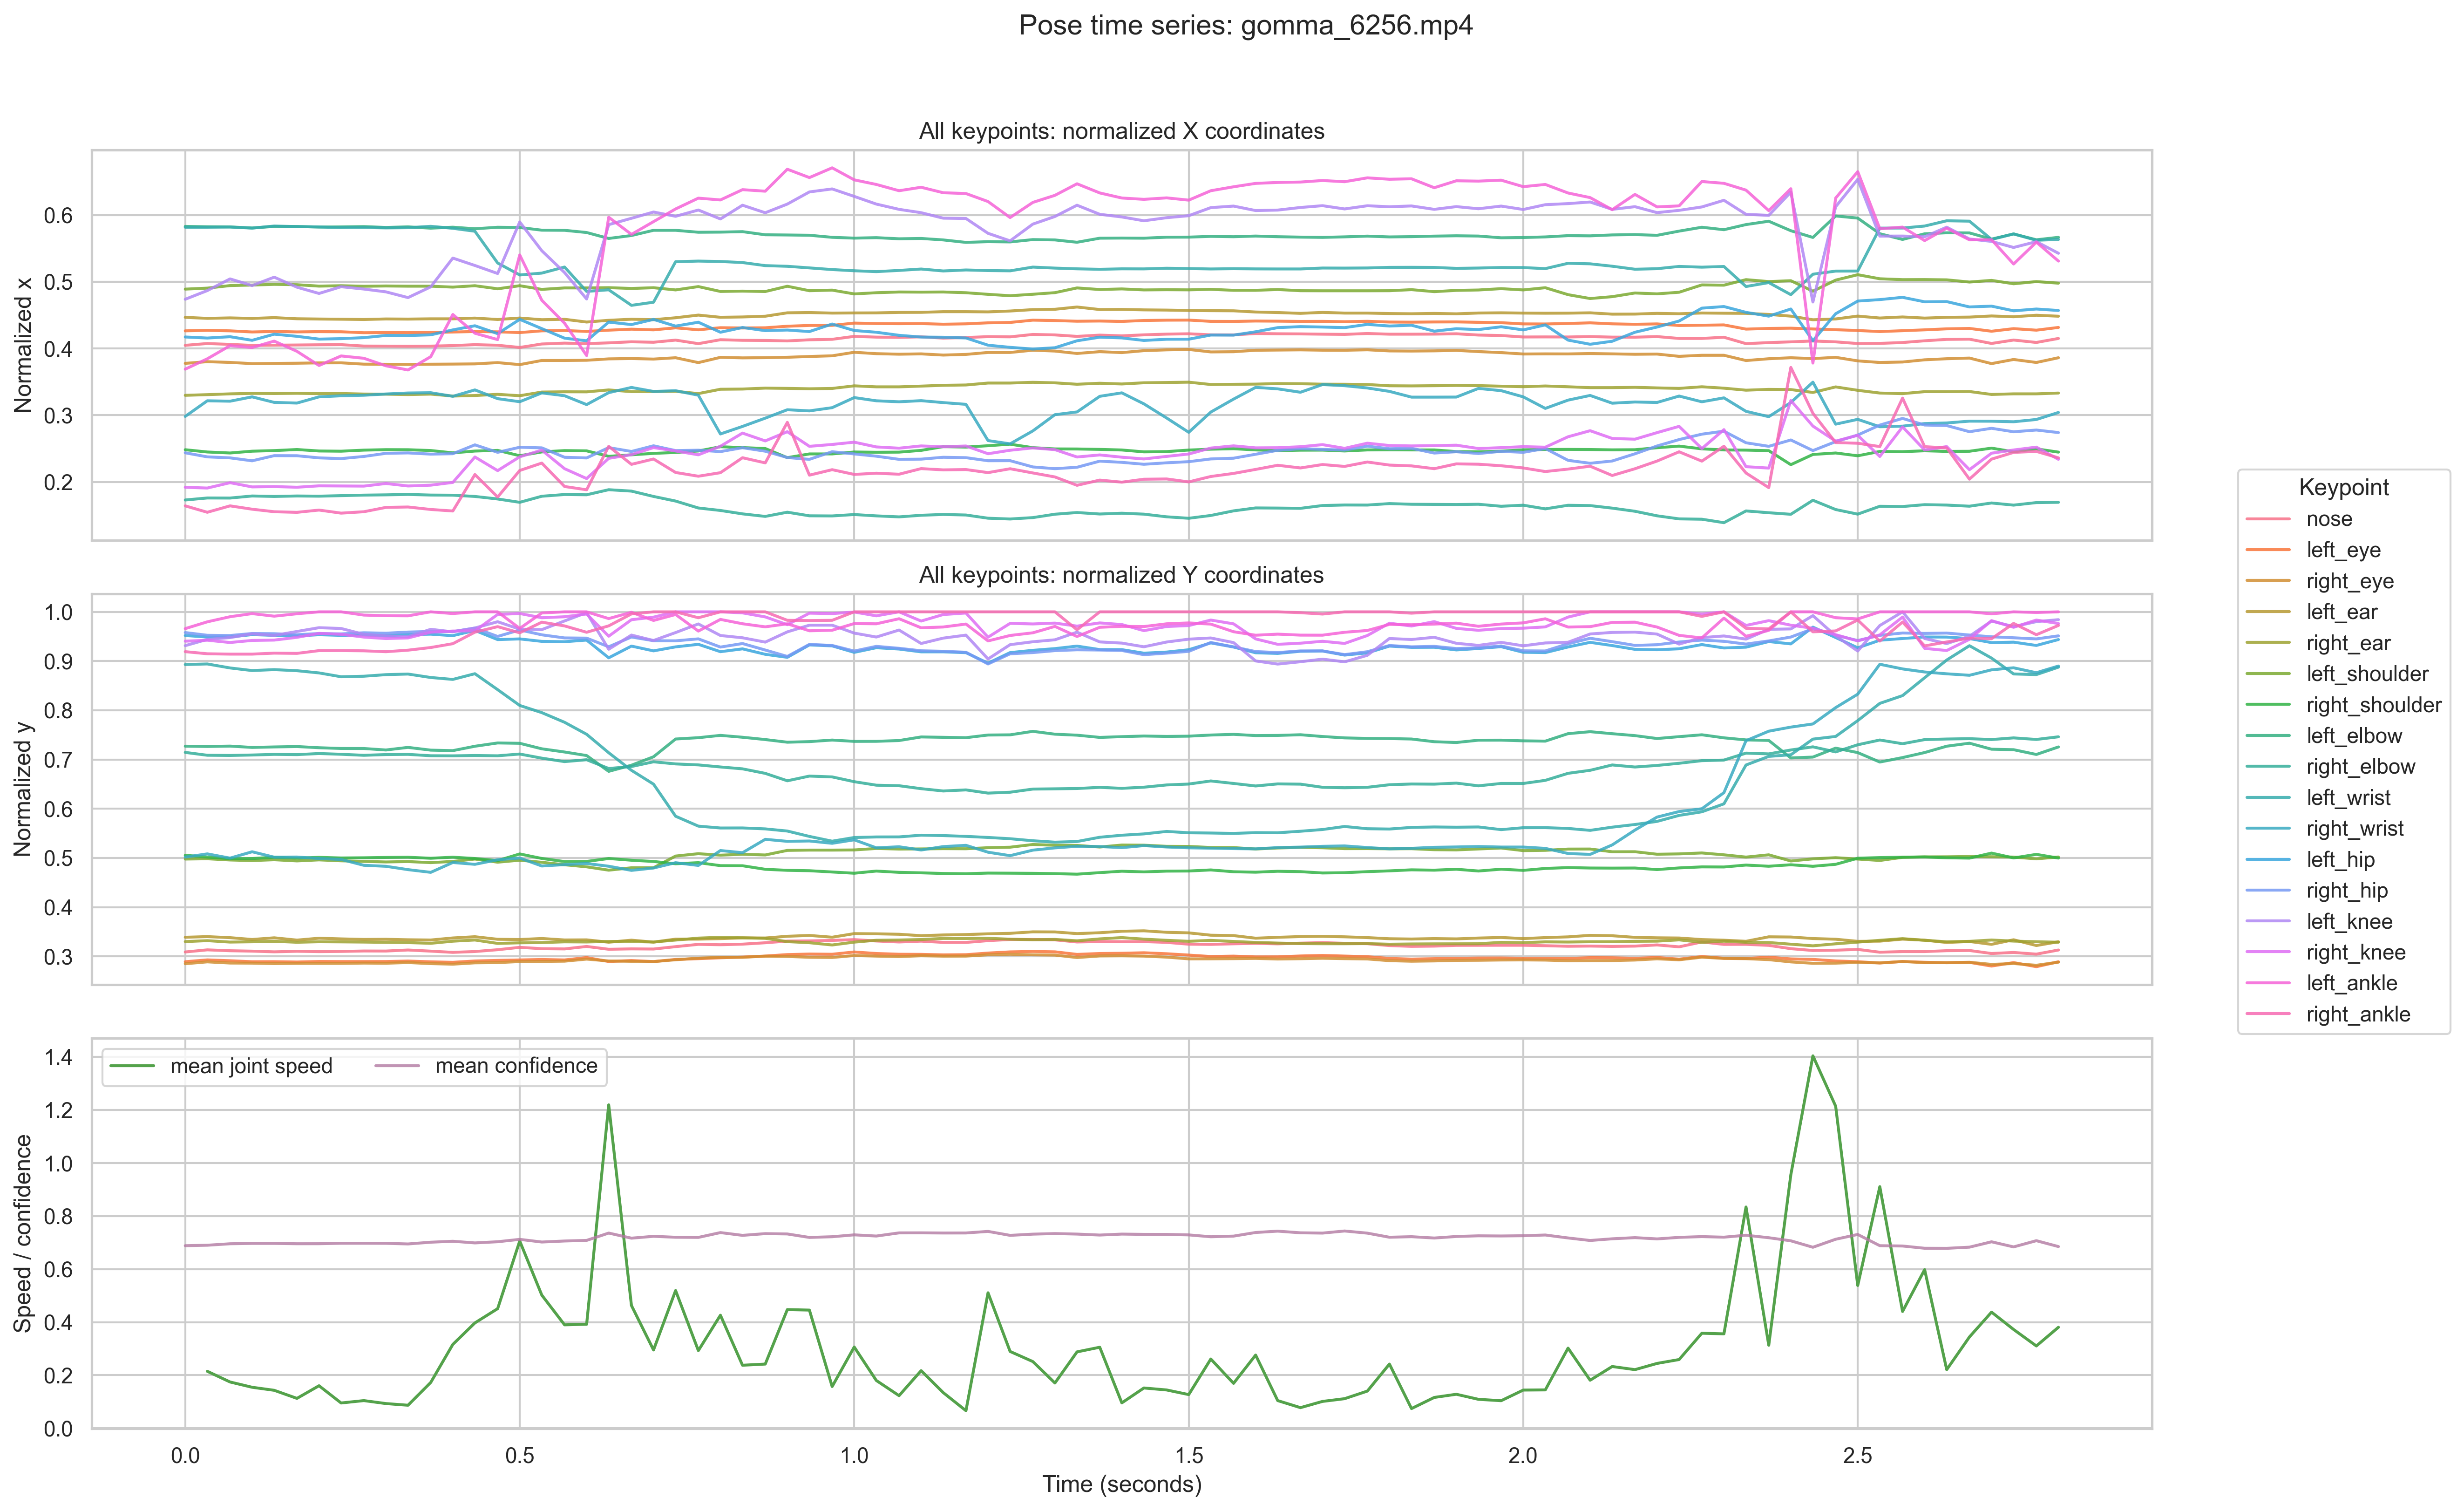 Pose time series: gomma_6256.mp4
All keypoints: normalized X coordinates
Normalized x
0.6
0.5
0.4
0.3
0.2
All keypoints: normalized Y coordinates
Normalized y
1.0
0.9
0.8
0.7
0.6
0.5
0.4
0.3
Keypoint
nose
left_eye
right_eye
left_ear
right_ear
left_shoulder
right_shoulder
left_elbow
right_elbow
left_wrist
right_wrist
left_hip
right_hip
left_knee
right_knee
left_ankle
right_ankle
mean joint speed mean confidence
Speed / confidence
1.4
1.2
1.0
0.8
0.6
0.4
0.2
0.0
0.0 0.5 1.0 1.5 2.0 2.5
Time (seconds)